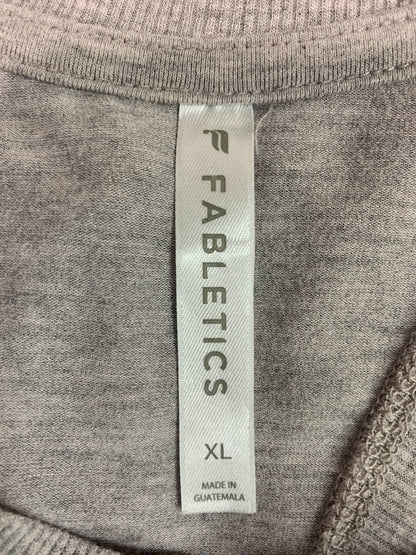 FABLETICS
XL
MADE IN
GUATEMALA